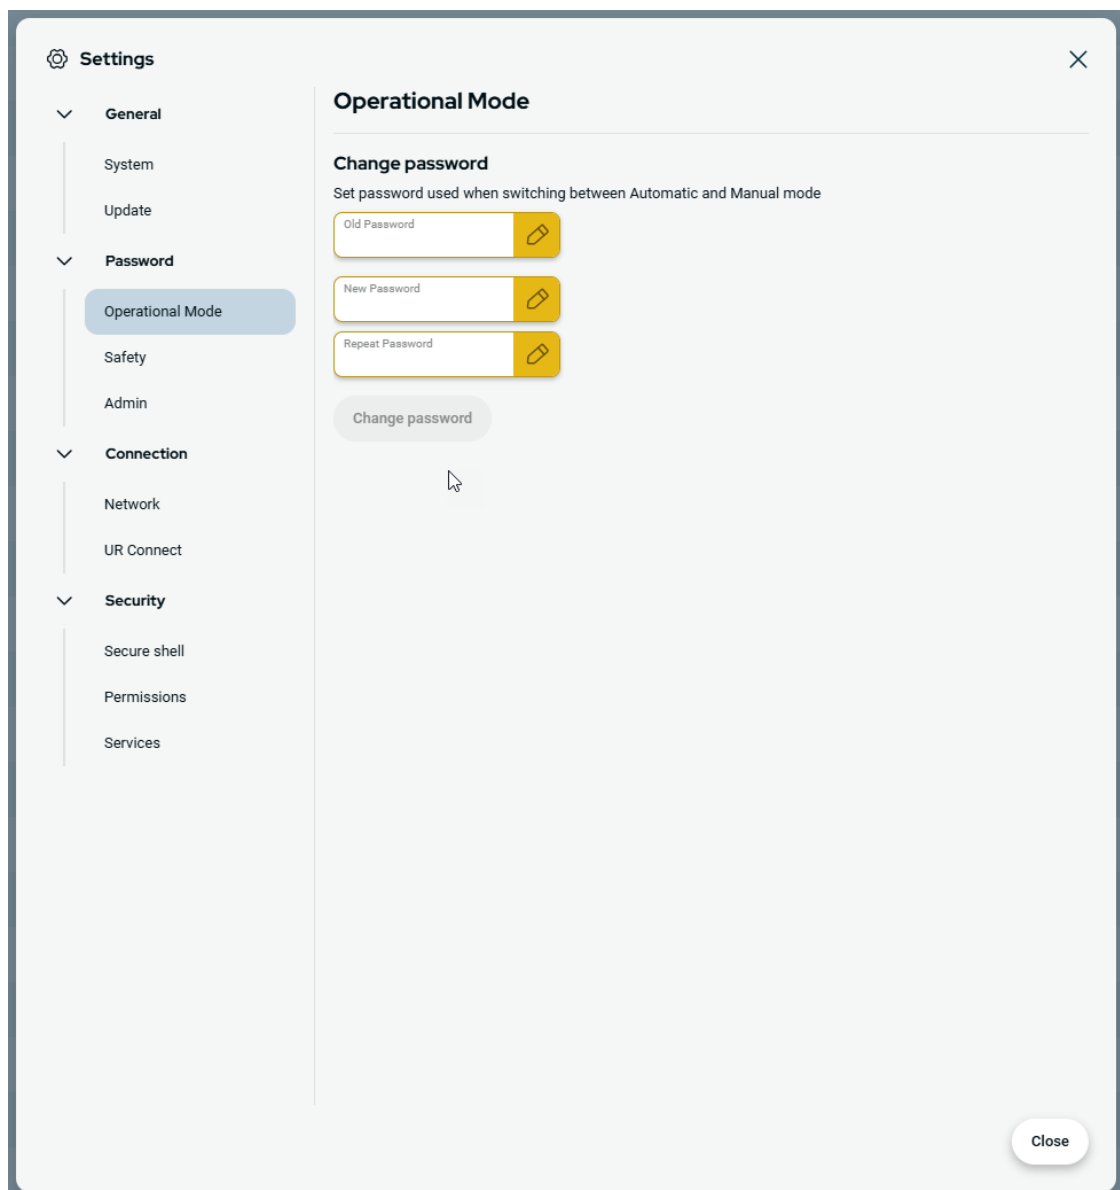 Settings
General
System
Update
Password
Operational Mode
Safety
Admin
Connection
Network
UR Connect
Security
Secure shell
Permissions
Services
Operational Mode
Change password
Set password used when switching between Automatic and Manual mode
Old Password
New Password
Repeat Password
Change password
Close